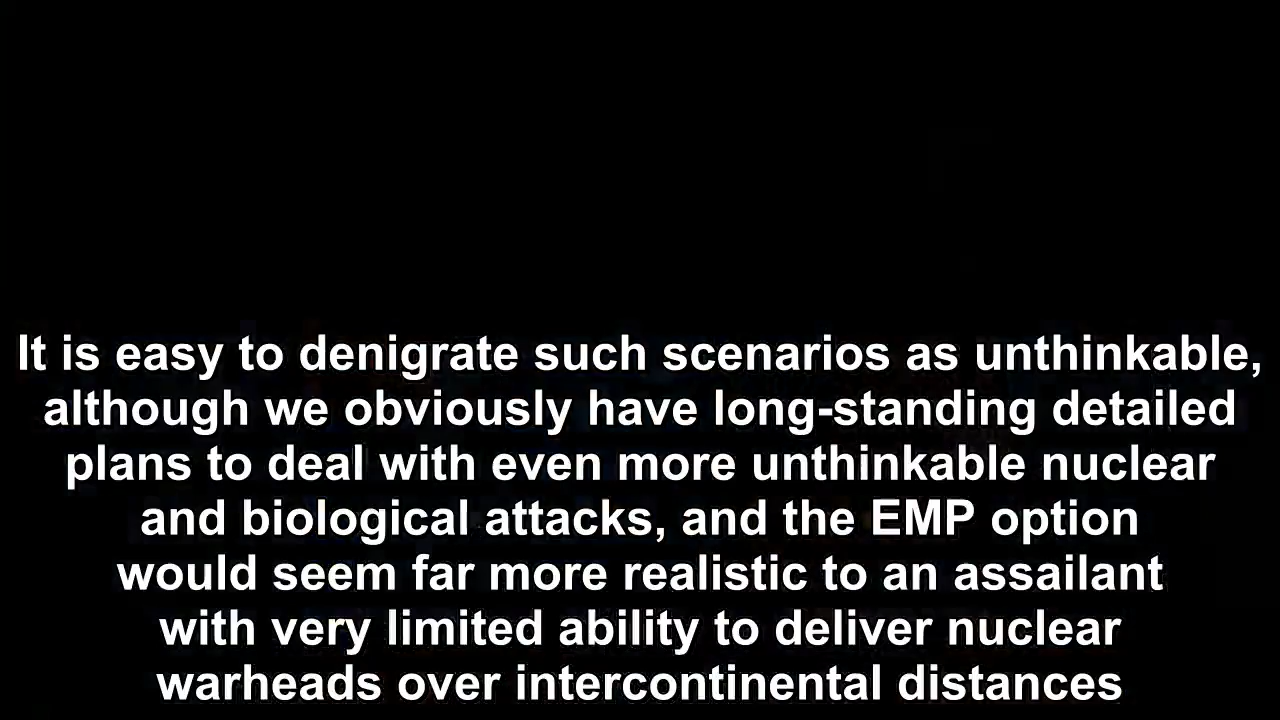 It is easy to denigrate such scenarios as unthinkable,
although we obviously have long-standing detailed
plans to deal with even more unthinkable nuclear
and biological attacks, and the EMP option
would seem far more realistic to an assailant
with very limited ability to deliver nuclear
warheads over intercontinental distances